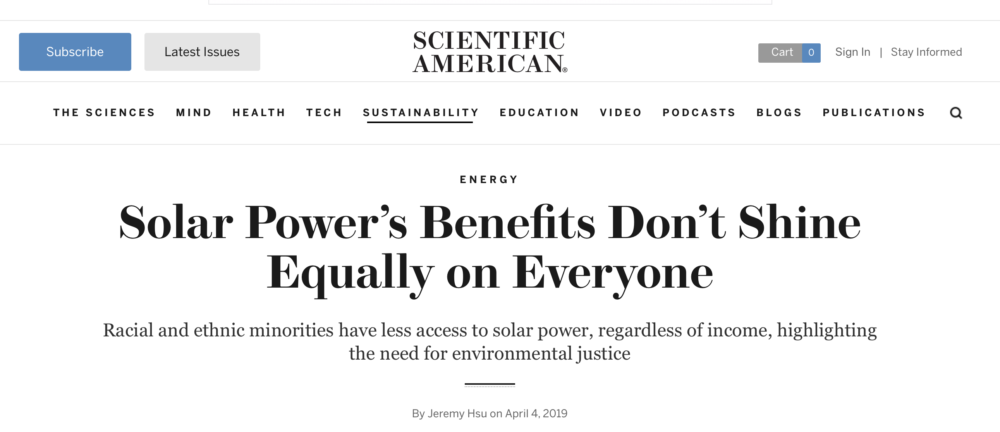 Subscribe
Latest Issues
SCIENTIFIC
AMERICAN®
Cart 0
Sign In | Stay Informed
THE SCIENCES MIND HEALTH TECH SUSTAINABILITY EDUCATION VIDEO PODCASTS BLOGS PUBLICATIONS
ENERGY
Solar Power’s Benefits Don’t Shine
Equally on Everyone
Racial and ethnic minorities have less access to solar power, regardless of income, highlighting
the need for environmental justice
By Jeremy Hsu on April 4, 2019